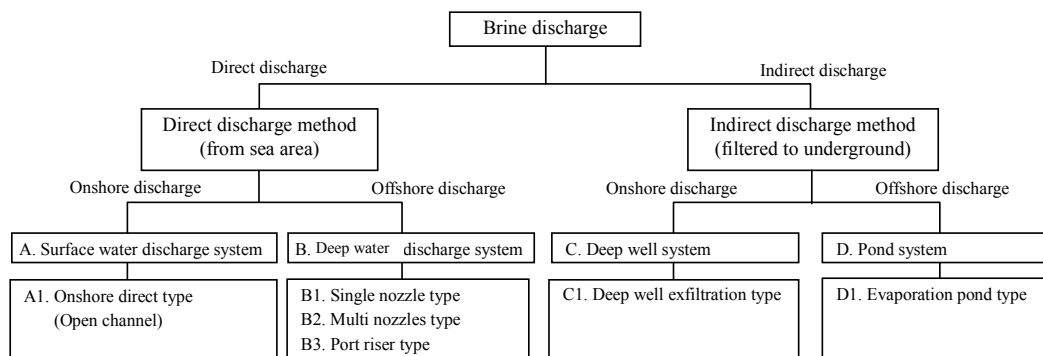 Brine discharge
Direct discharge
Indirect discharge
Direct discharge method
(from sea area)
Indirect discharge method
(filtered to underground)
Onshore discharge
Offshore discharge
Onshore discharge
Offshore discharge
A. Surface water discharge system
B. Deep water discharge system
C. Deep well system
D. Pond system
A1. Onshore direct type
(Open channel)
B1. Single nozzle type
B2. Multi nozzles type
B3. Port riser type
C1. Deep well exfiltration type
D1. Evaporation pond type